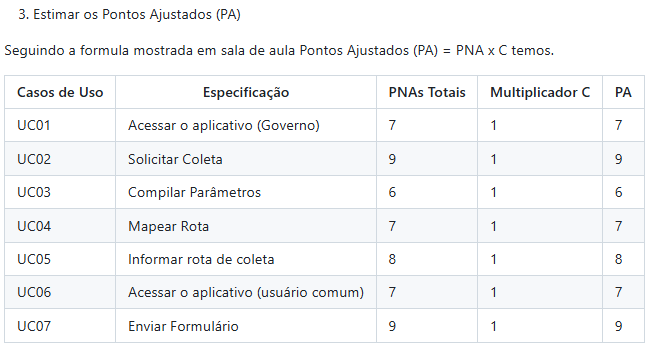 3. Estimar os Pontos Ajustados (PA)
Seguindo a formula mostrada em sala de aula Pontos Ajustados (PA) = PNA x C temos.
Casos de Uso Especificação PNAs Totais Multiplicador C PA
UC01 Acessar o aplicativo (Governo) 7 1 7
UC02 Solicitar Coleta 9 1 9
UC03 Compilar Parâmetros 6 1 6
UC04 Mapear Rota 7 1 7
UC05 Informar rota de coleta 8 1 8
UC06 Acessar o aplicativo (usuário comum) 7 1 7
UC07 Enviar Formulário 9 1 9